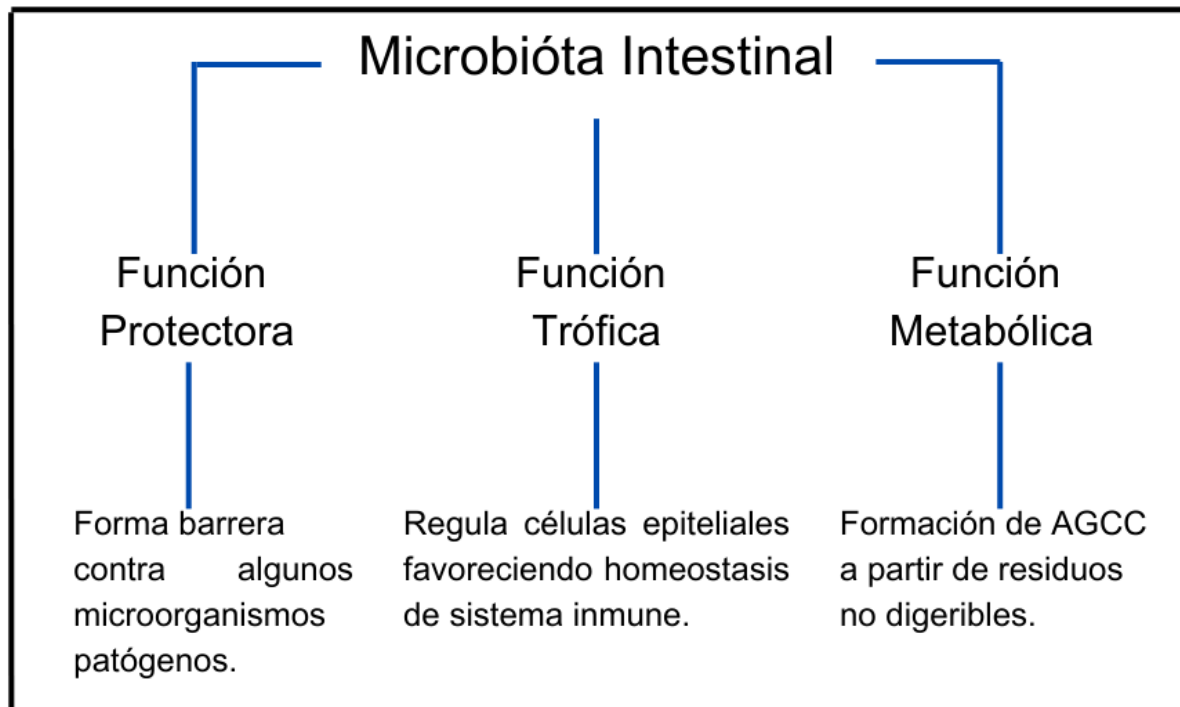 Microbióta Intestinal
Función
Protectora
Función
Trófica
Función
Metabólica
Forma barrera
contra algunos
microorganismos
patógenos.
Regula células epiteliales
favoreciendo homeostasis
de sistema inmune.
Formación de AGCC
a partir de residuos
no digeribles.